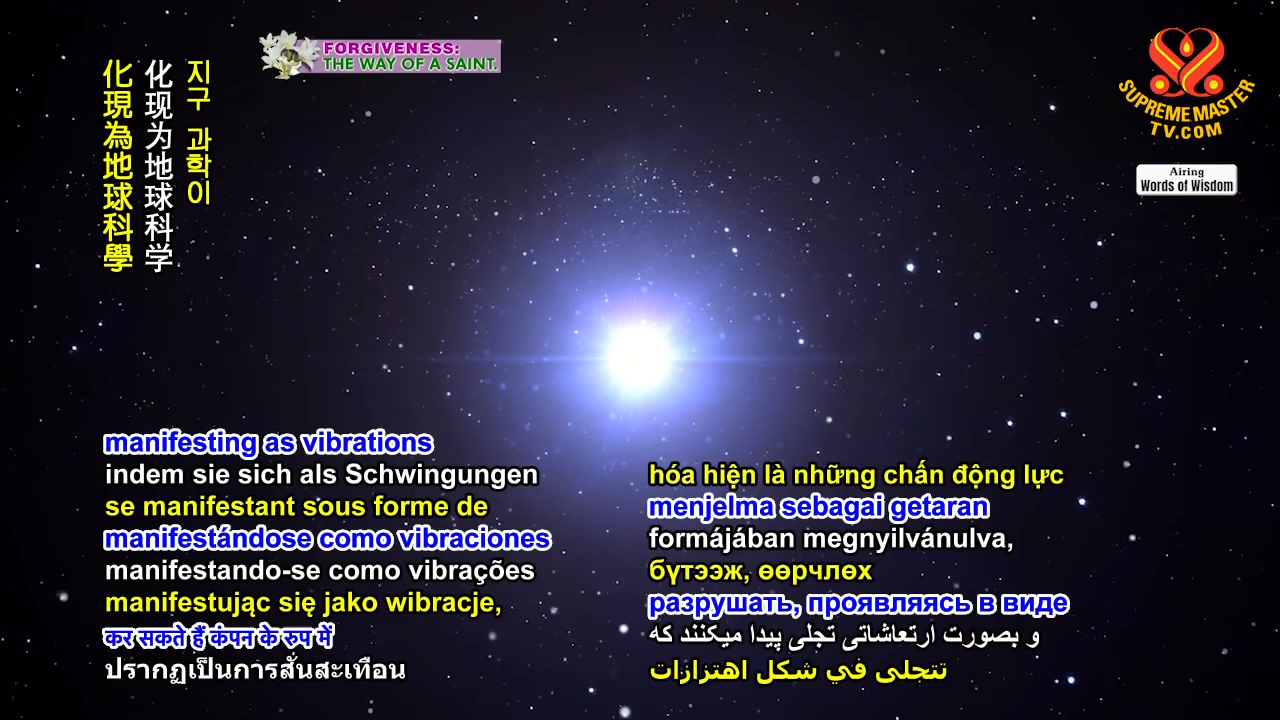 FORGIVENESS:
THE WAY OF A SAINT.
SUPREME MASTER
TV.COM
Airing
Words of Wisdom
지구 과학이
化现为地球科学
化現為地球科學
manifesting as vibrations
indem sie sich als Schwingungen
se manifestant sous forme de
manifestándose como vibraciones
manifestando-se como vibrações
manifestując się jako wibracje,
कर सकते हैं कंपन के रुप में
ปรากฏเป็นการสั่นสะเทือน
hóa hiện là những chấn động lực
menjelma sebagai getaran
formájában megnyilvánulva,
бүтээж, өөрчлөх
разрушать, проявляясь в виде
و بصورت ارتعاشاتی تجلی پیدا میکنند که
تتجلى في شكل اهتزازات